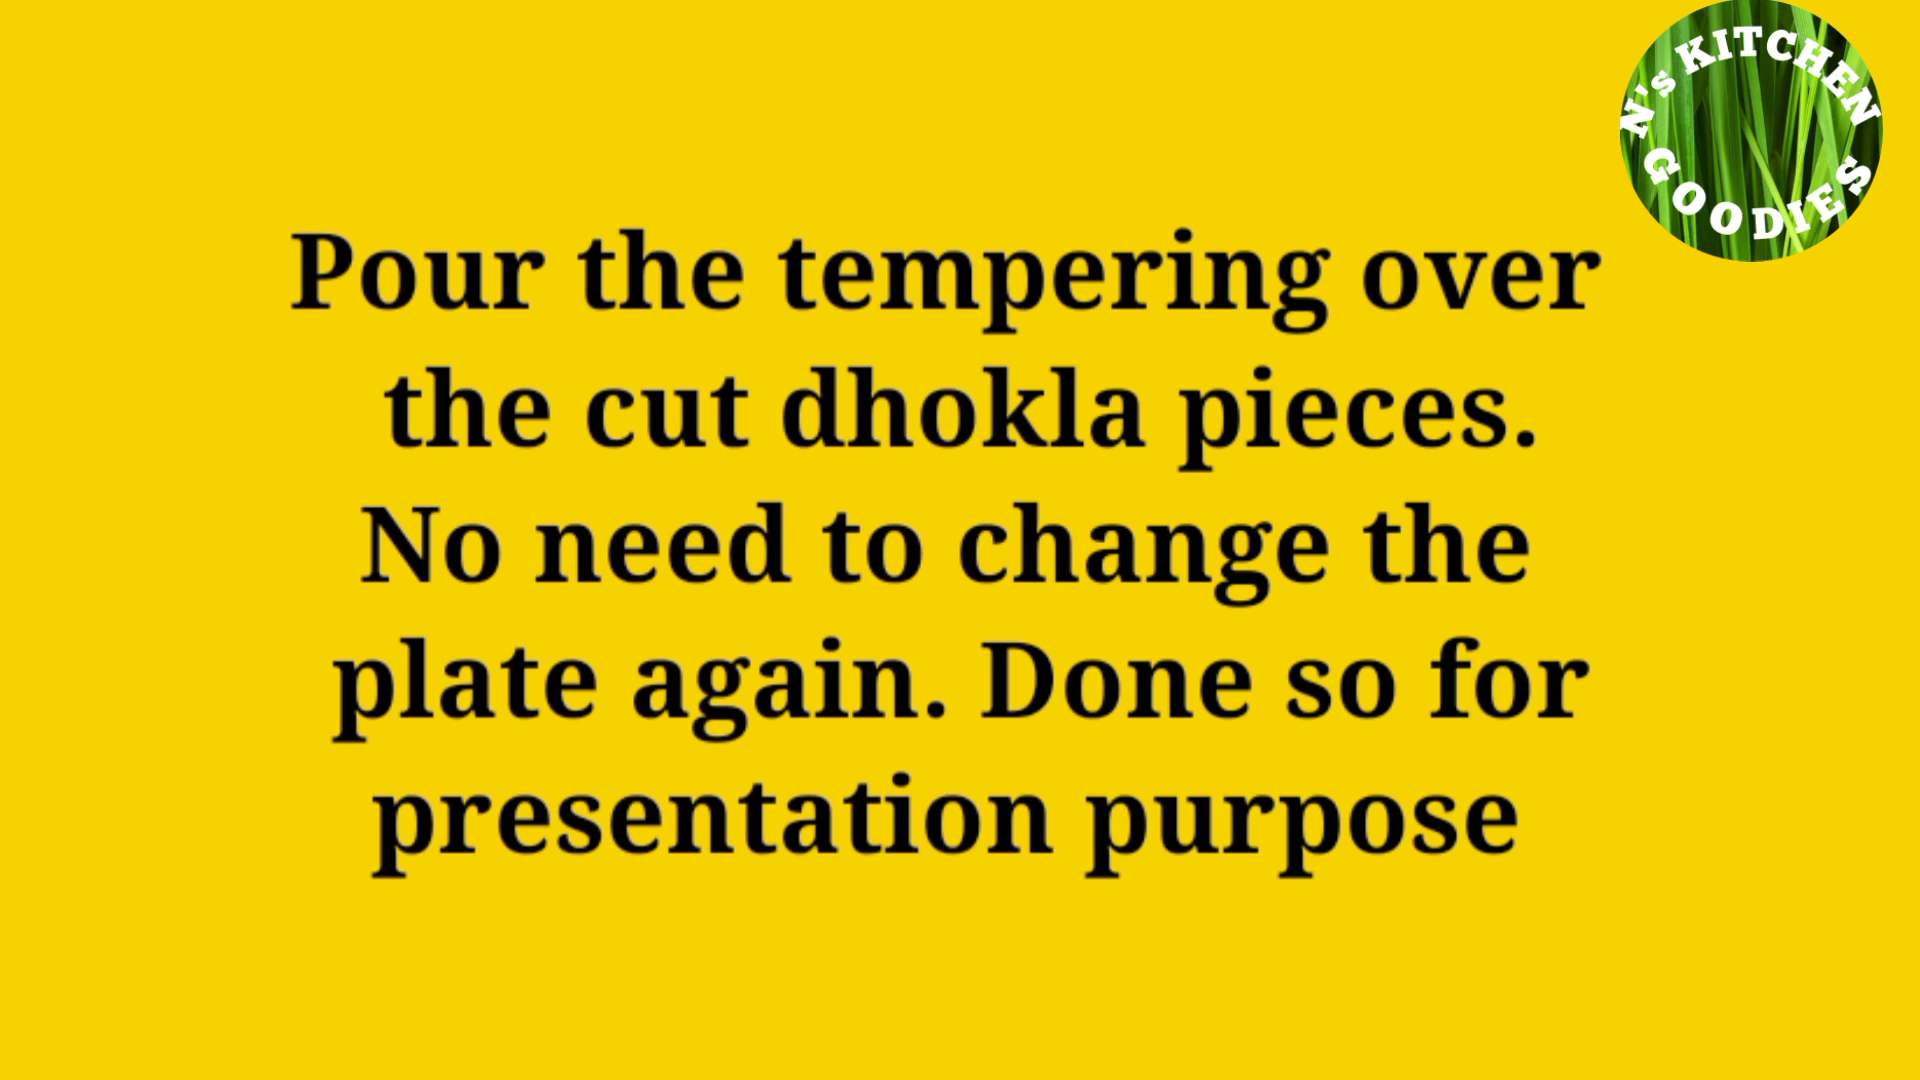 N's KITCHEN
GOODIES
Pour the tempering over
the cut dhokla pieces.
No need to change the
plate again. Done so for
presentation purpose